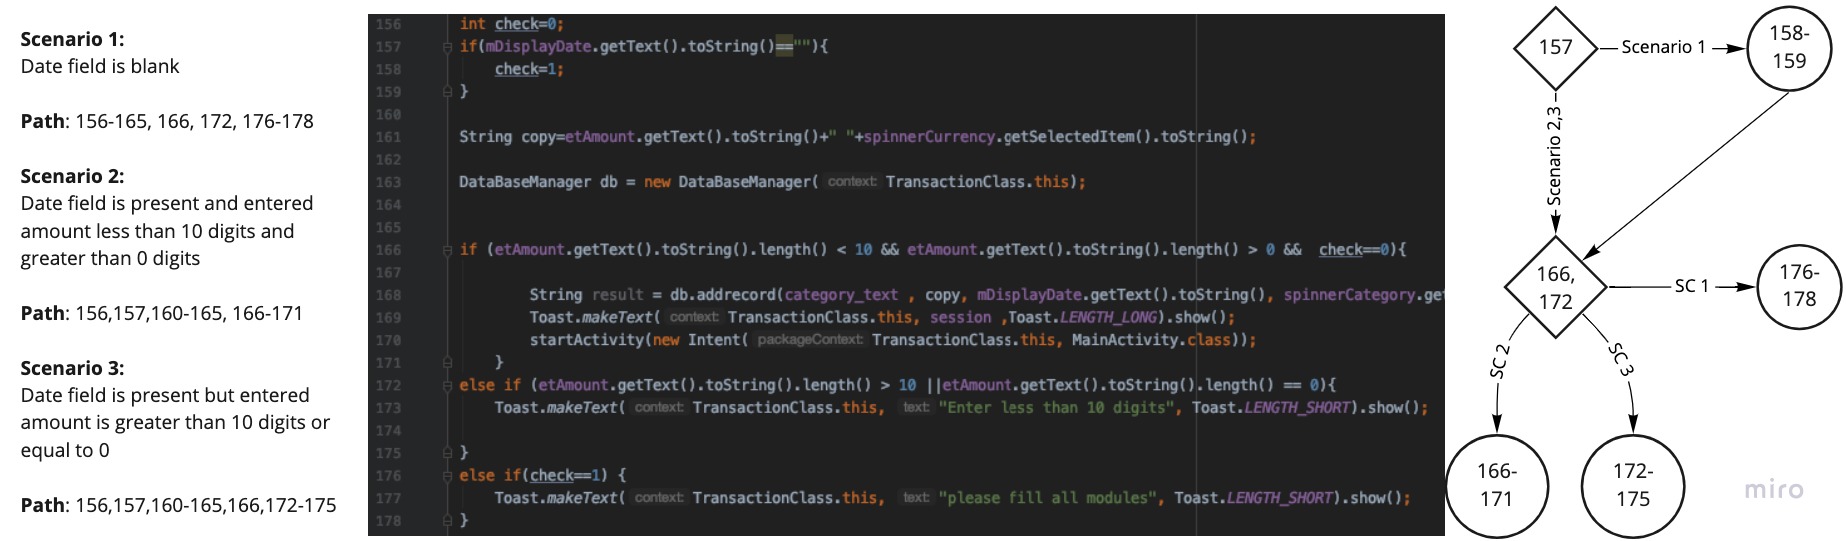 Scenario 1:
Date field is blank
Path: 156-165, 166, 172, 176-178
Scenario 2:
Date field is present and entered
amount less than 10 digits and
greater than 0 digits
Path: 156,157,160-165, 166-171
Scenario 3:
Date field is present but entered
amount is greater than 10 digits or
equal to 0
Path: 156,157,160-165,166,172-175
156 int check=0;
157 if(mDisplayDate.getText().toString()==""){
158 check=1;
159 }
160
161 String copy=etAmount.getText().toString()+" "+spinnerCurrency.getSelectedItem().toString();
162
163 DataBaseManager db = new DataBaseManager( context: TransactionClass.this);
164
165
166 if (etAmount.getText().toString().length() < 10 && etAmount.getText().toString().length() > 0 && check==0){
167
168 String result = db.addrecord(category_text , copy, mDisplayDate.getText().toString(), spinnerCategory.get
169 Toast.makeText( context: TransactionClass.this, session ,Toast.LENGTH_LONG).show();
170 startActivity(new Intent( packageContext: TransactionClass.this, MainActivity.class));
171 }
172 else if (etAmount.getText().toString().length() > 10 ||etAmount.getText().toString().length() == 0){
173 Toast.makeText( context: TransactionClass.this, text: "Enter less than 10 digits", Toast.LENGTH_SHORT).show();
174
175 }
176 else if(check==1) {
177 Toast.makeText( context: TransactionClass.this, text: "please fill all modules", Toast.LENGTH_SHORT).show();
178 }
157
Scenario 1
158-
159
Scenario 2,3
166,
172
SC 1
176-
178
SC 2
SC 3
166-
171
172-
175
miro